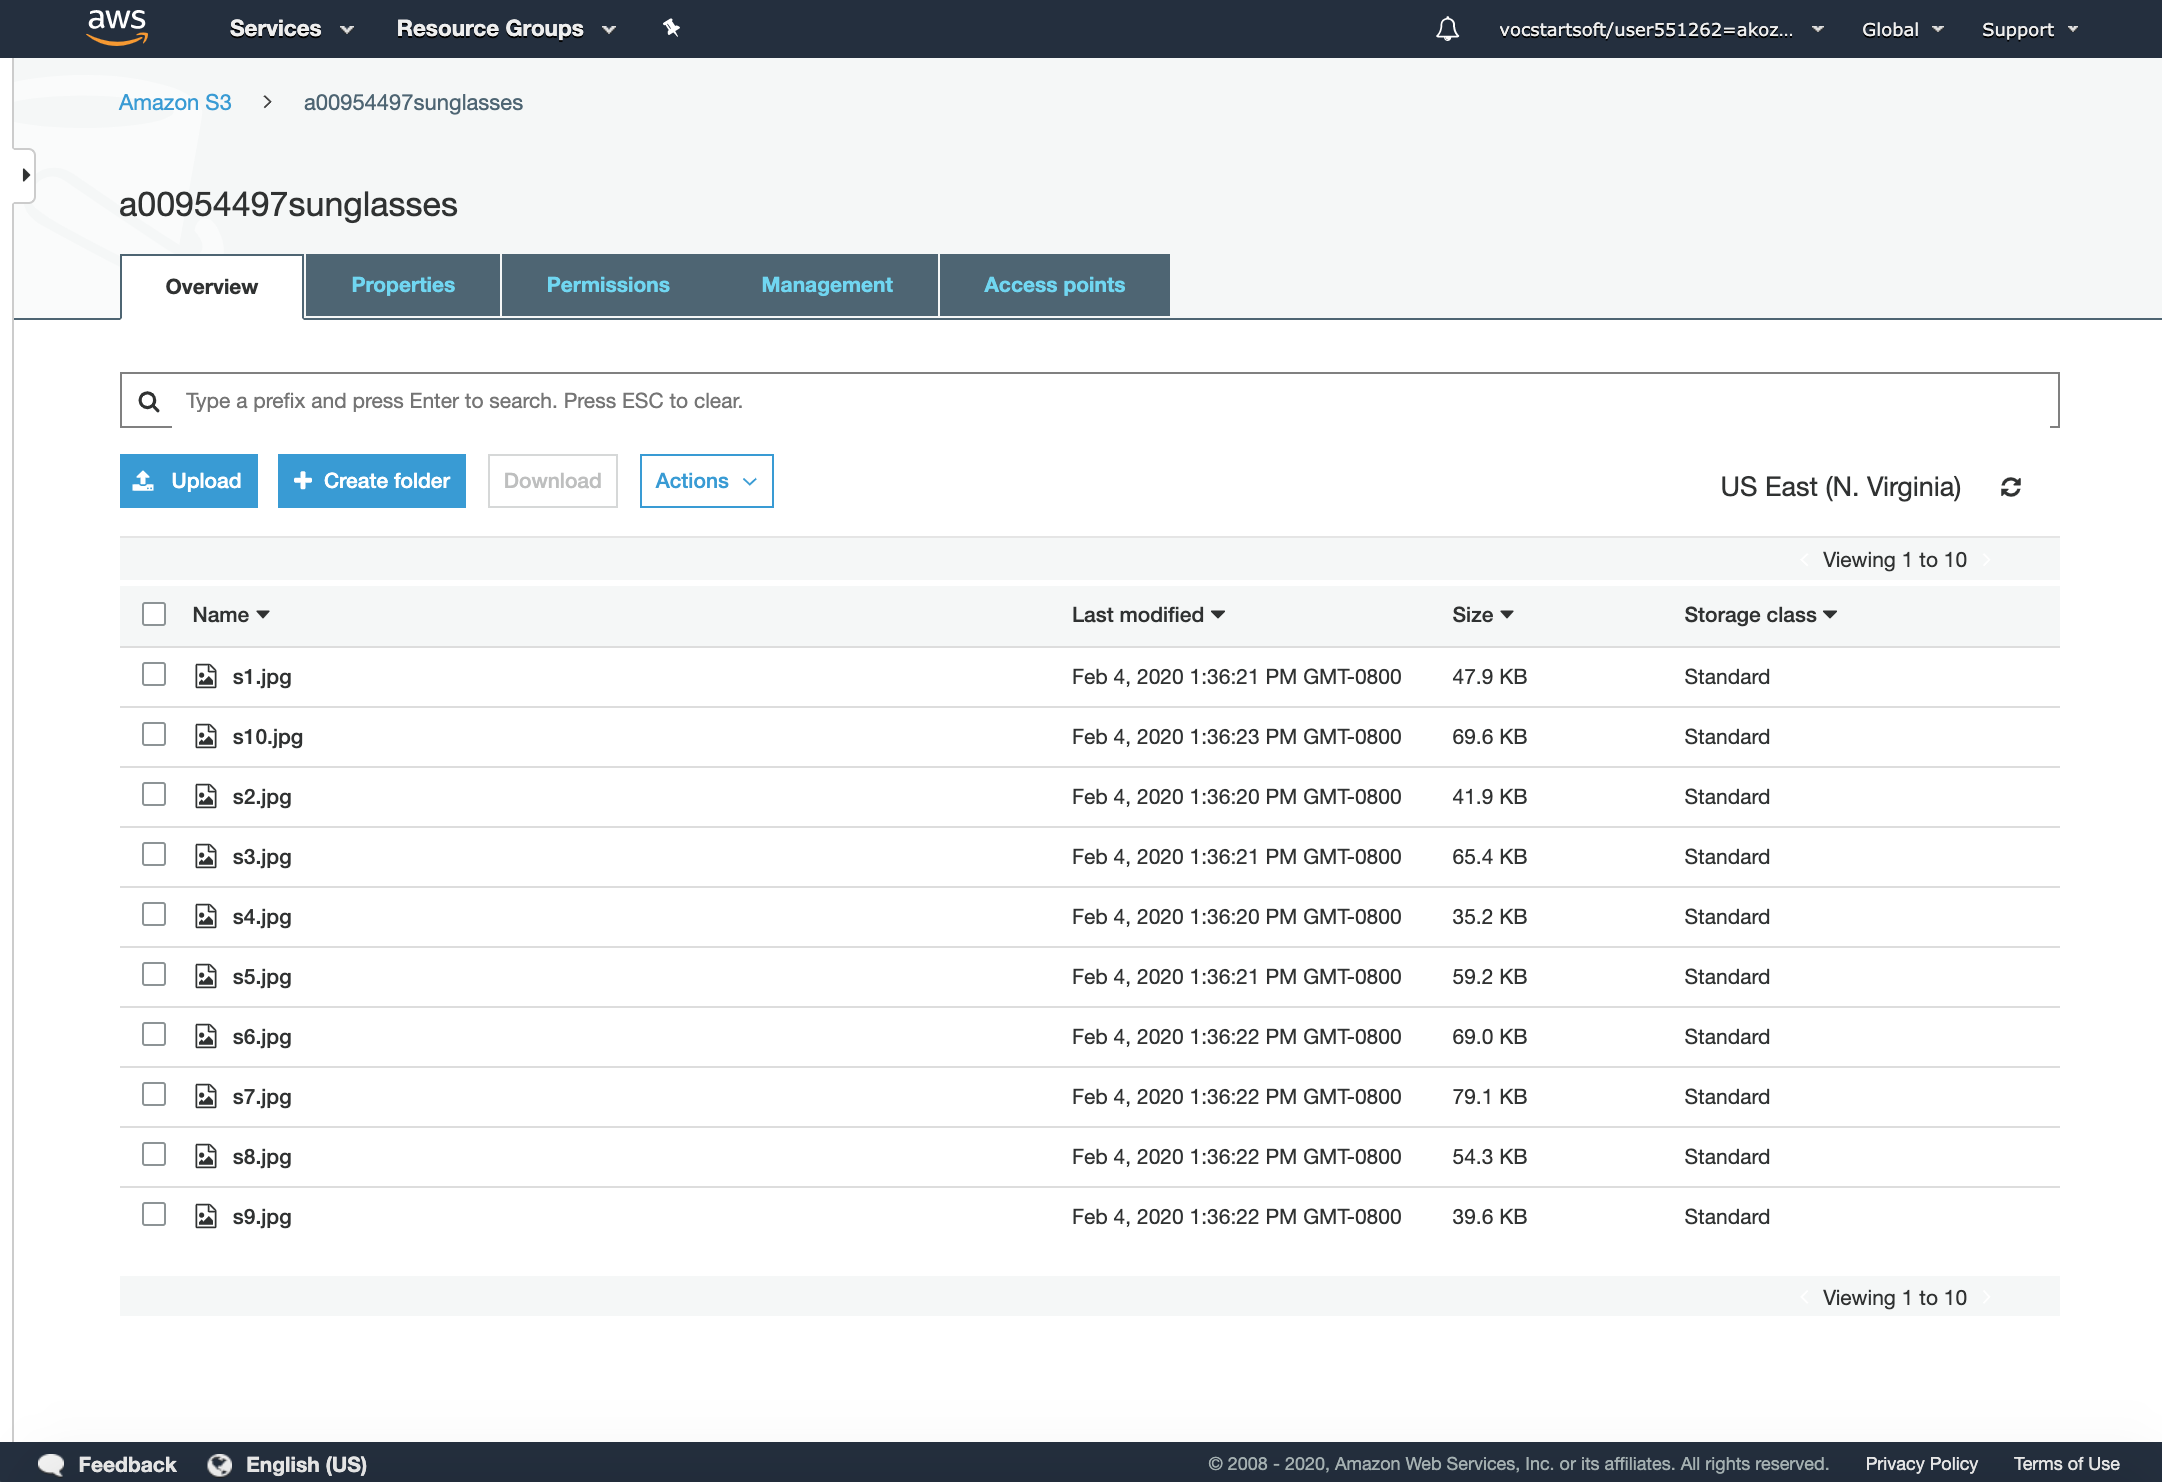 aws Services Resource Groups vocstartsoft/user551262=akoz... Global Support
Amazon S3 > a00954497sunglasses
a00954497sunglasses
Overview Properties Permissions Management Access points
Type a prefix and press Enter to search. Press ESC to clear.
Upload Create folder Download Actions US East (N. Virginia)
Viewing 1 to 10
Name Last modified Size Storage class
s1.jpg Feb 4, 2020 1:36:21 PM GMT-0800 47.9 KB Standard
s10.jpg Feb 4, 2020 1:36:23 PM GMT-0800 69.6 KB Standard
s2.jpg Feb 4, 2020 1:36:20 PM GMT-0800 41.9 KB Standard
s3.jpg Feb 4, 2020 1:36:21 PM GMT-0800 65.4 KB Standard
s4.jpg Feb 4, 2020 1:36:20 PM GMT-0800 35.2 KB Standard
s5.jpg Feb 4, 2020 1:36:21 PM GMT-0800 59.2 KB Standard
s6.jpg Feb 4, 2020 1:36:22 PM GMT-0800 69.0 KB Standard
s7.jpg Feb 4, 2020 1:36:22 PM GMT-0800 79.1 KB Standard
s8.jpg Feb 4, 2020 1:36:22 PM GMT-0800 54.3 KB Standard
s9.jpg Feb 4, 2020 1:36:22 PM GMT-0800 39.6 KB Standard
Viewing 1 to 10
Feedback English (US) © 2008 - 2020, Amazon Web Services, Inc. or its affiliates. All rights reserved. Privacy Policy Terms of Use